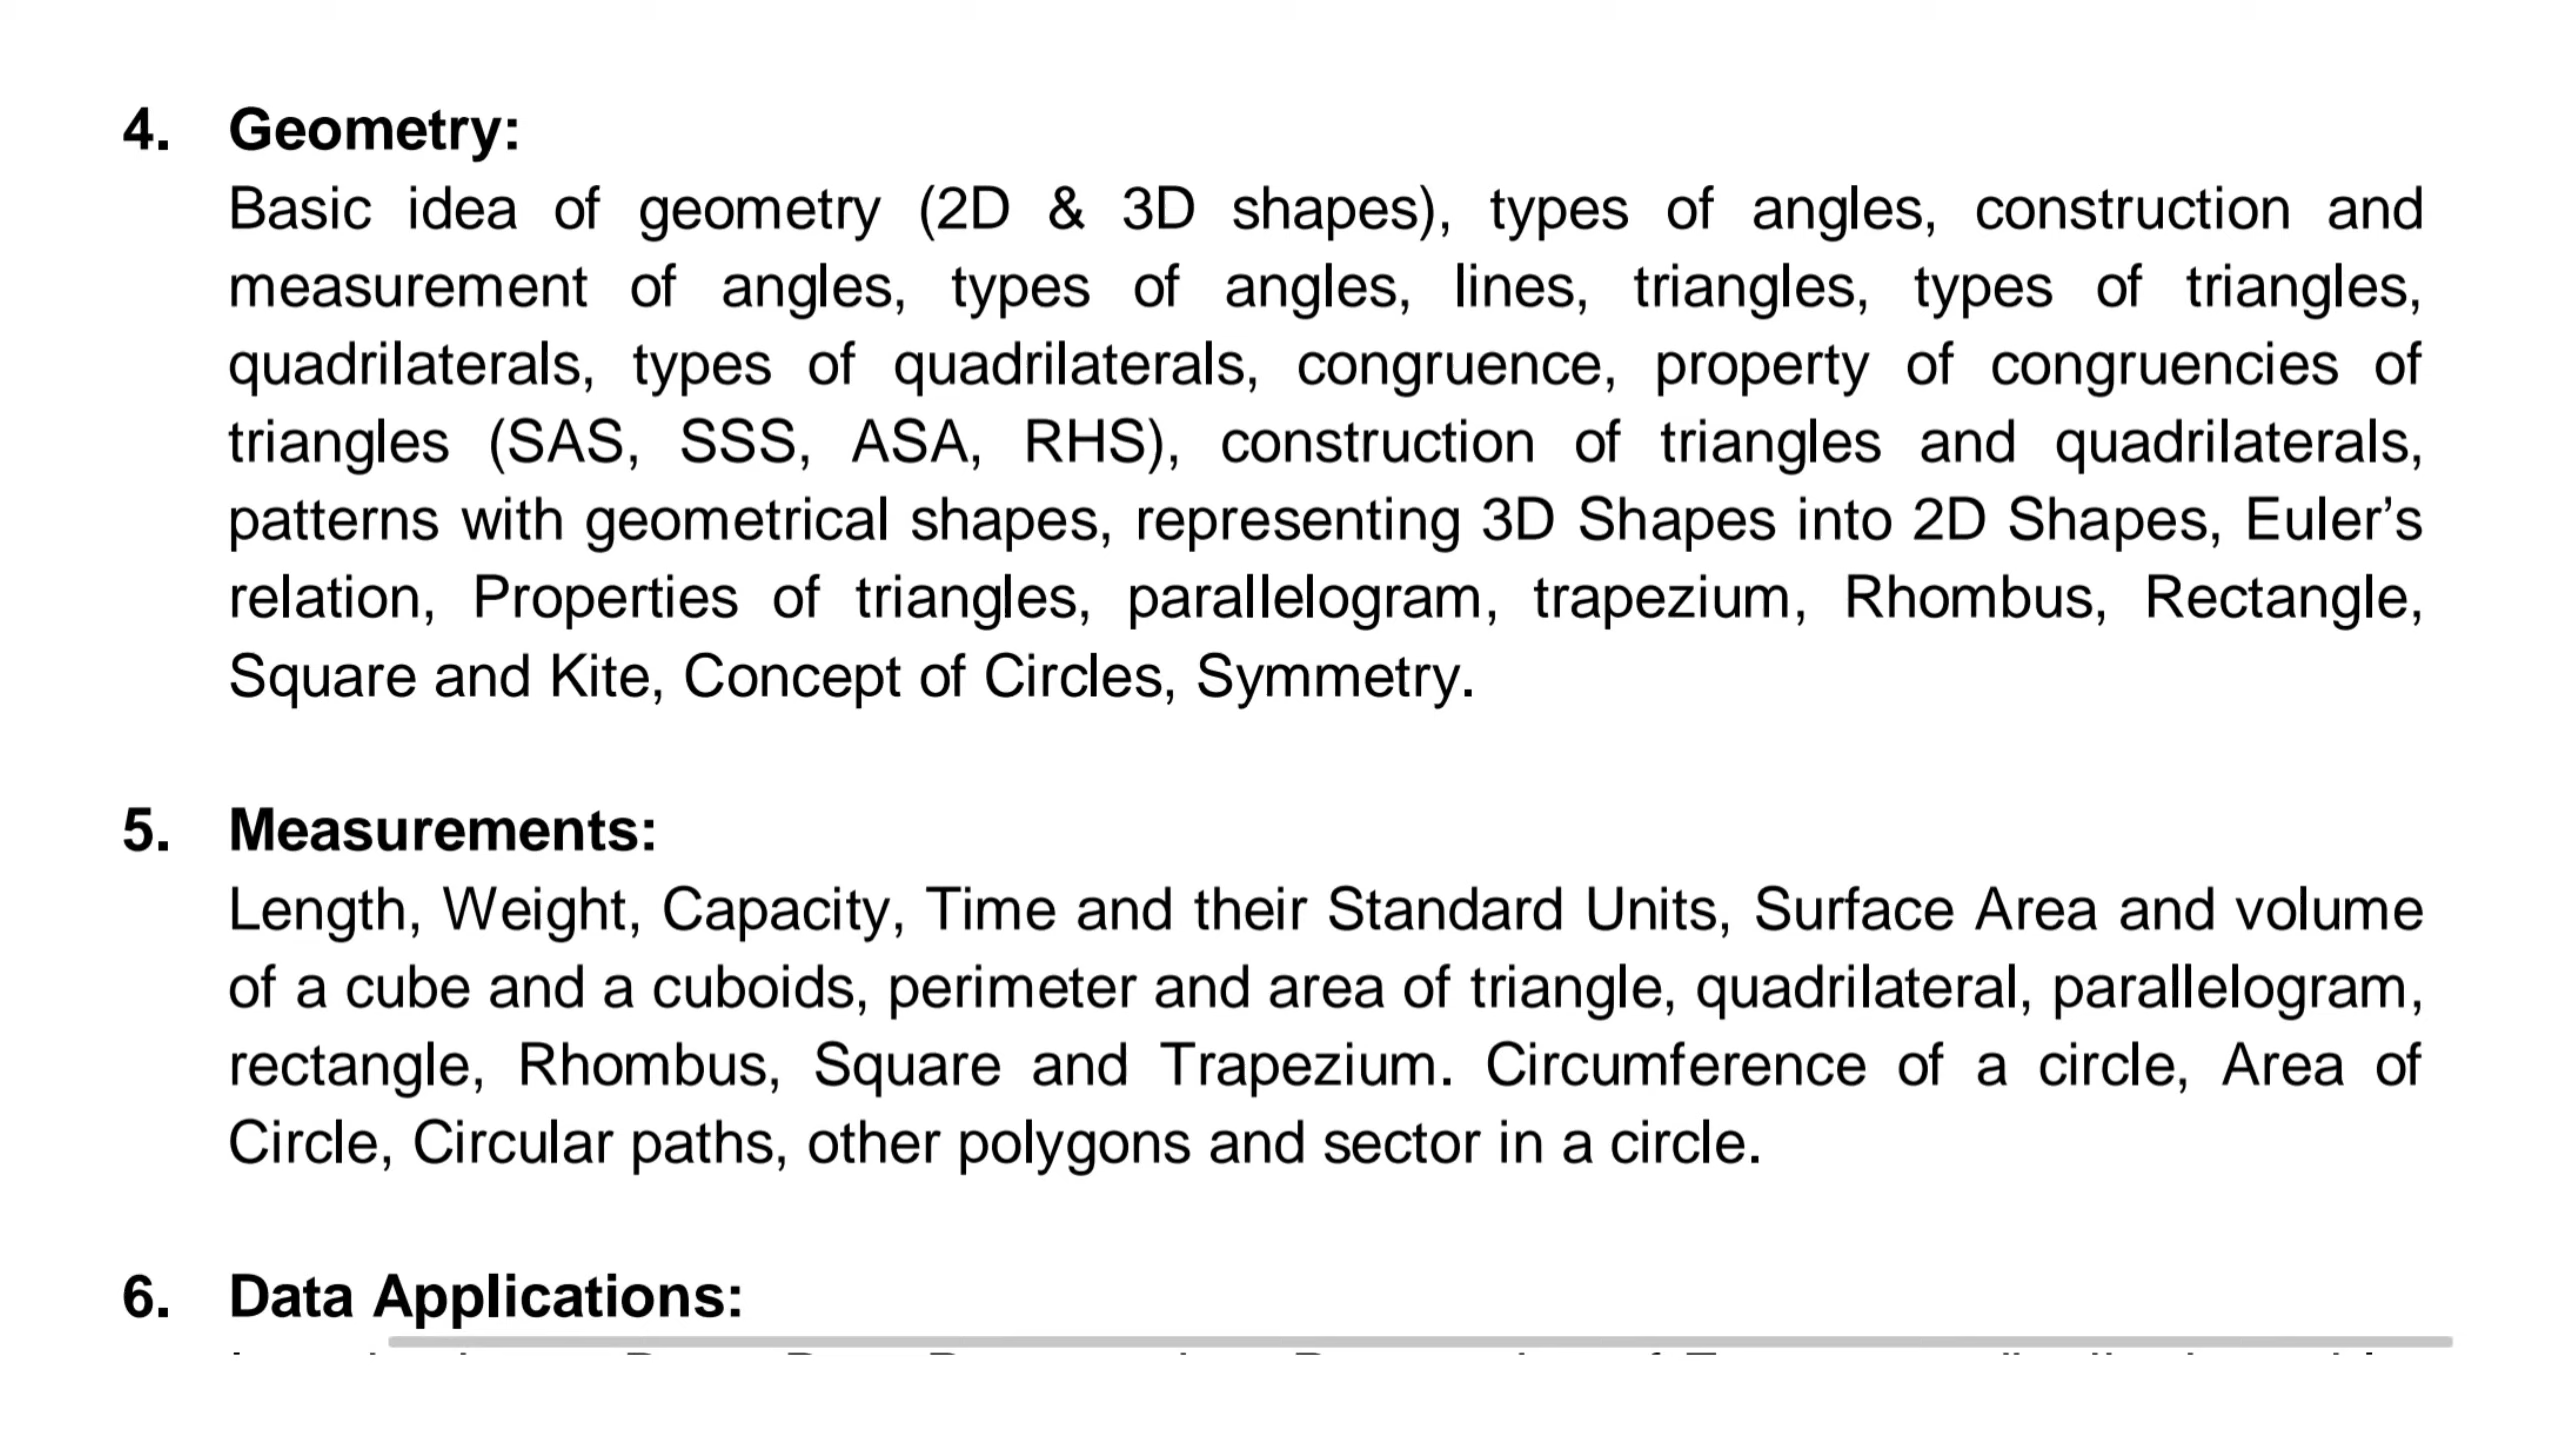 4. Geometry:
Basic idea of geometry (2D & 3D shapes), types of angles, construction and
measurement of angles, types of angles, lines, triangles, types of triangles,
quadrilaterals, types of quadrilaterals, congruence, property of congruencies of
triangles (SAS, SSS, ASA, RHS), construction of triangles and quadrilaterals,
patterns with geometrical shapes, representing 3D Shapes into 2D Shapes, Euler’s
relation, Properties of triangles, parallelogram, trapezium, Rhombus, Rectangle,
Square and Kite, Concept of Circles, Symmetry.
5. Measurements:
Length, Weight, Capacity, Time and their Standard Units, Surface Area and volume
of a cube and a cuboids, perimeter and area of triangle, quadrilateral, parallelogram,
rectangle, Rhombus, Square and Trapezium. Circumference of a circle, Area of
Circle, Circular paths, other polygons and sector in a circle.
6. Data Applications: